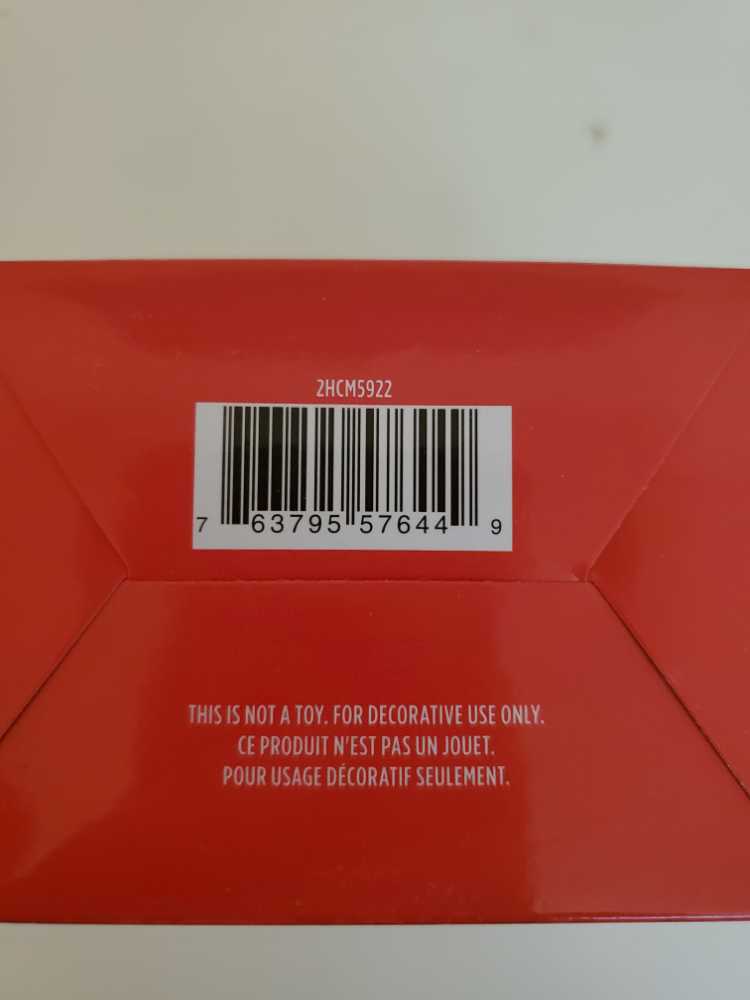 2HCM5922
7 63795 57644 9
THIS IS NOT A TOY. FOR DECORATIVE USE ONLY.
CE PRODUIT N'EST PAS UN JOUET.
POUR USAGE DÉCORATIF SEULEMENT.